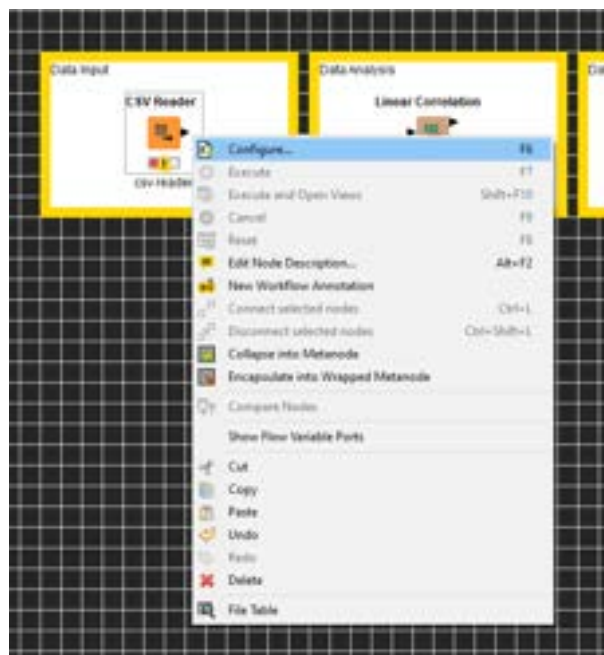 Data Input
Data Analysis
CSV Reader
Linear Correlation
csv-reader
Configure... F6
Execute F7
Execute and Open Views Shift+F10
Cancel F9
Reset F8
Edit Node Description... Alt+F2
New Workflow Annotation
Connect selected nodes Ctrl+L
Disconnect selected nodes Ctrl+Shift+L
Collapse into Metanode
Encapsulate into Wrapped Metanode
Compare Nodes
Show Flow Variable Ports
Cut
Copy
Paste
Undo
Redo
Delete
File Table